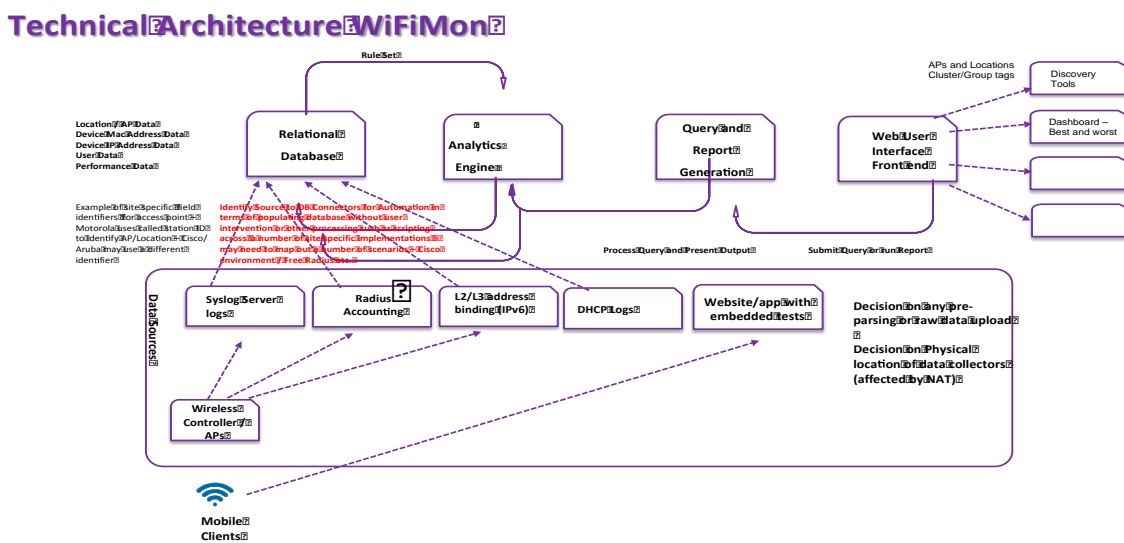 Technical Architecture WiFiMon
Rule Set
APs and Locations
Cluster/Group tags
Discovery
Tools
Location / AP Data
Device Mac Address Data
Device IP Address Data
User Data
Performance Data
Relational
Database
Analytics
Engine
Query and
Report
Generation
Web User
Interface
Front end
Dashboard –
Best and worst
Example of site specific field
identifiers for access point –
Motorola uses called station ID
to identify AP/Location – Cisco/
Aruba may use a different
identifier
Identify Source to DB Connectors for Automation in
terms of populating database without user
intervention or other processing such as scripting
across a number of site specific implementations –
may need to map out a number of scenarios – Cisco
environment / Free Radius etc.
Process Query and Present Output
Submit Query or run Report
Data Sources
Syslog Server
logs
Radius
Accounting
?
L2/L3 address
binding (IPv6)
DHCP Logs
Website/app with
embedded tests
Decision on any pre-
parsing or raw data upload
Decision on Physical
location of data collectors
(affected by NAT)
Wireless
Controller /
APs
Mobile
Clients